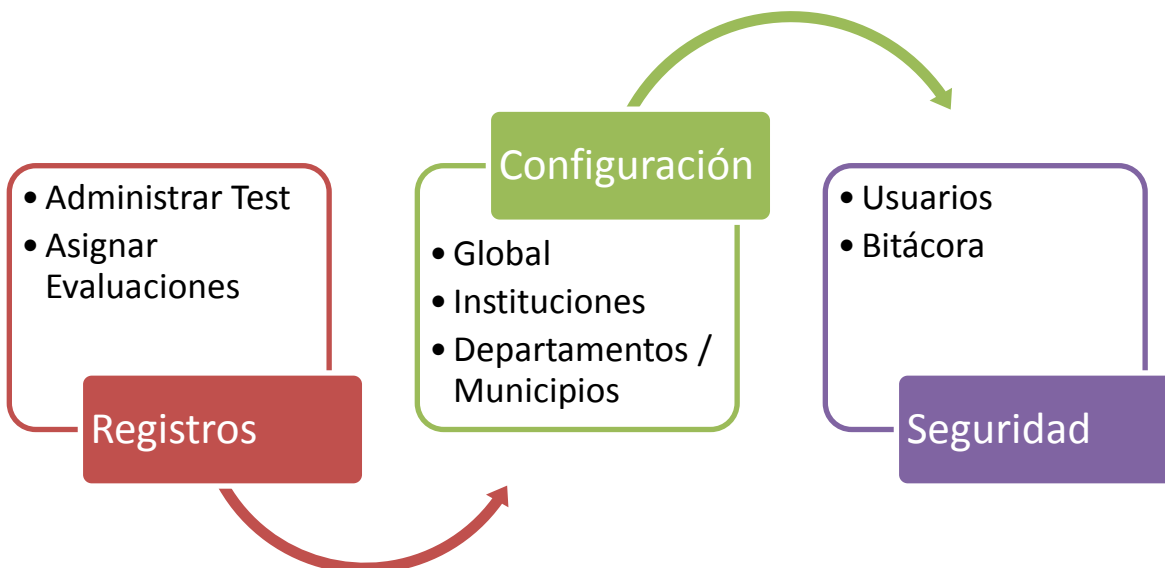 • Administrar Test
• Asignar
Evaluaciones
Registros
Configuración
• Global
• Instituciones
• Departamentos /
Municipios
• Usuarios
• Bitácora
Seguridad